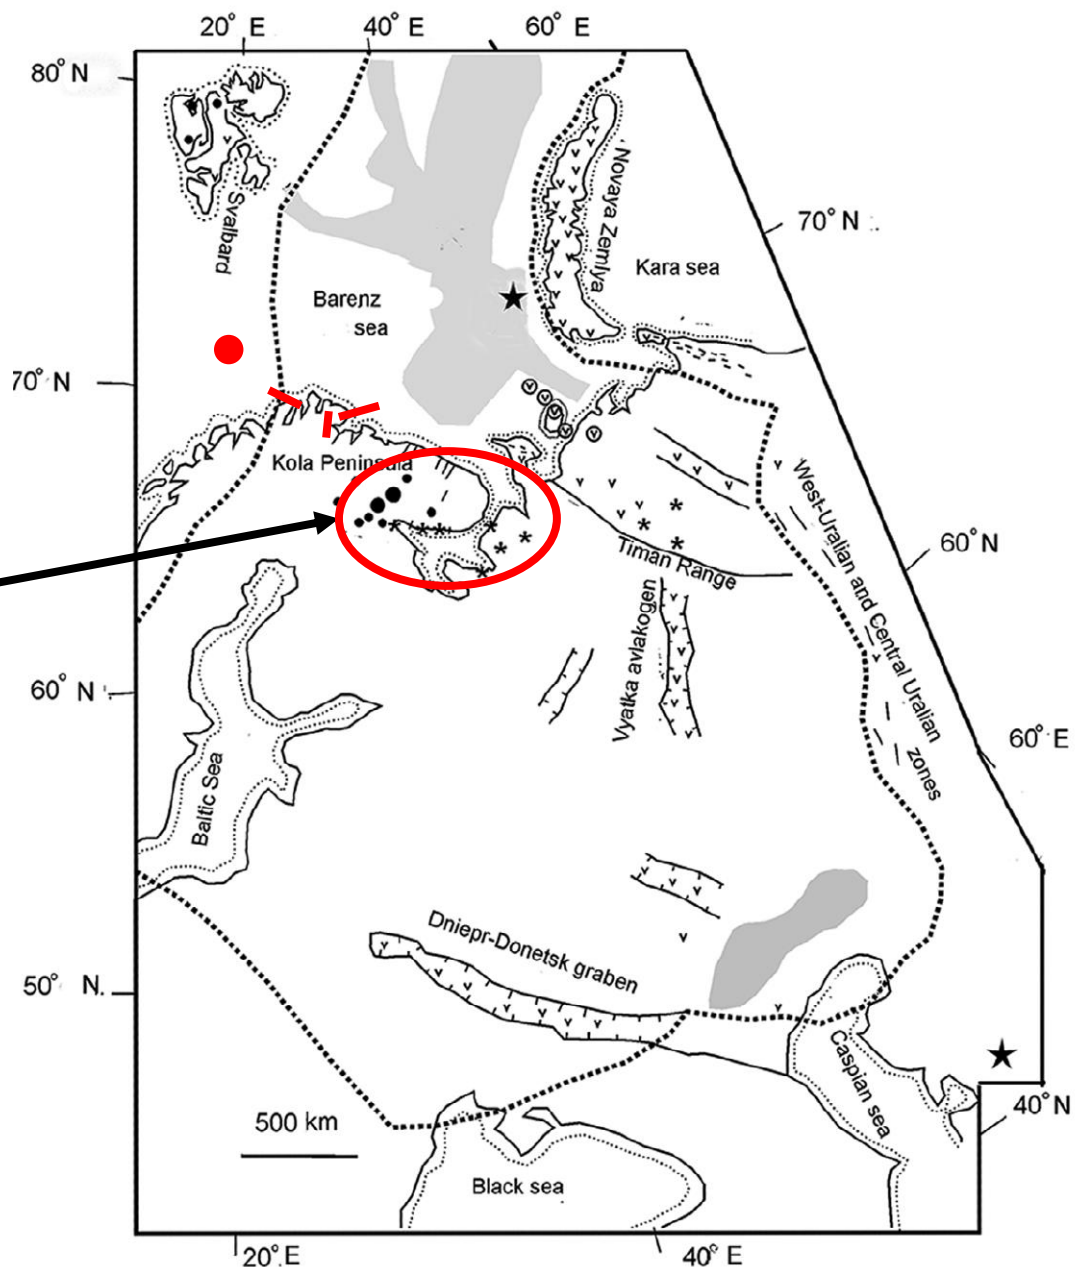 20° E
40° E
60° E
80° N
Svalbard
Novaya Zemlya
70° N
Kara sea
Barenz
sea
70° N
Kola Peninsula
West-Uralian and Central Uralian
zones
60° N
Timan Range
Vyatka avlakogen
60° N
60° E
Baltic Sea
Dniepr-Donetsk graben
50° N.
Caspian sea
40° N
500 km
Black sea
20° E
40° E